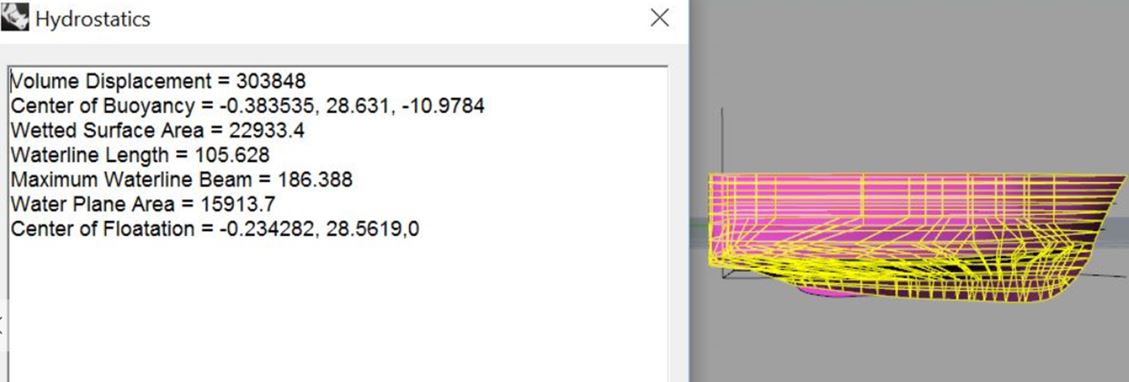 Hydrostatics
Volume Displacement = 303848
Center of Buoyancy = -0.383535, 28.631, -10.9784
Wetted Surface Area = 22933.4
Waterline Length = 105.628
Maximum Waterline Beam = 186.388
Water Plane Area = 15913.7
Center of Floatation = -0.234282, 28.5619,0